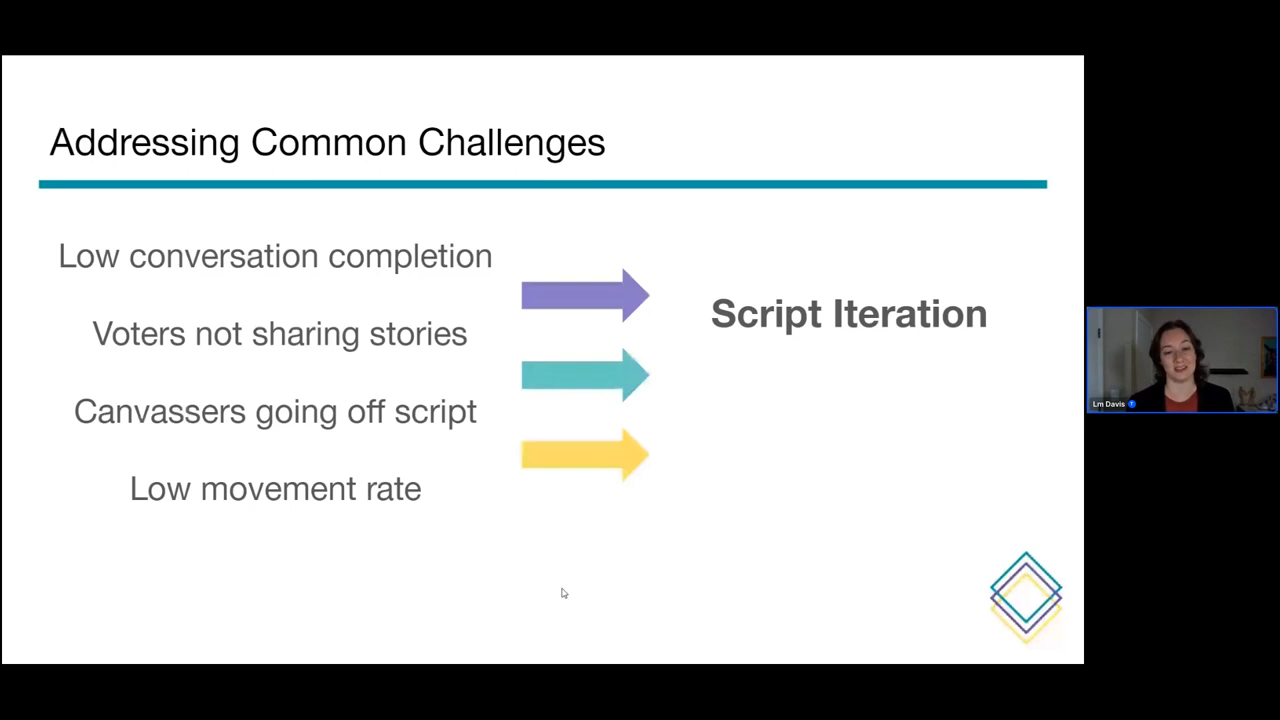 Addressing Common Challenges
Low conversation completion
Voters not sharing stories
Canvassers going off script
Low movement rate
Script Iteration
Lm Davis